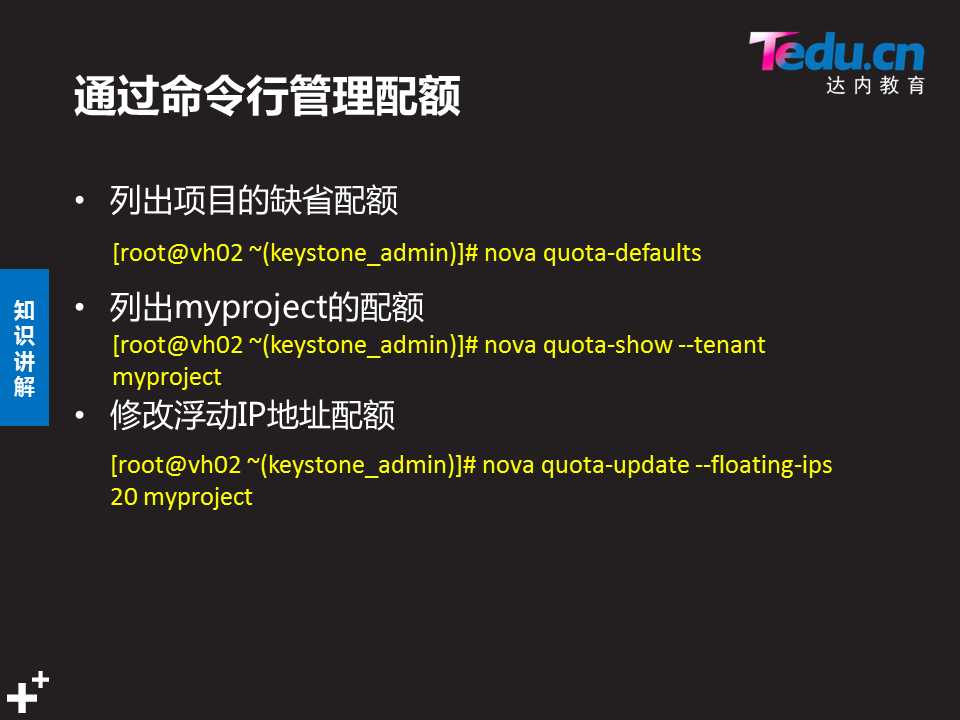 Tedu.cn
达内教育
通过命令行管理配额
• 列出项目的缺省配额
[root@vh02 ~(keystone_admin)]# nova quota-defaults
• 列出myproject的配额
[root@vh02 ~(keystone_admin)]# nova quota-show --tenant
myproject
• 修改浮动IP地址配额
[root@vh02 ~(keystone_admin)]# nova quota-update --floating-ips
20 myproject
知
识
讲
解